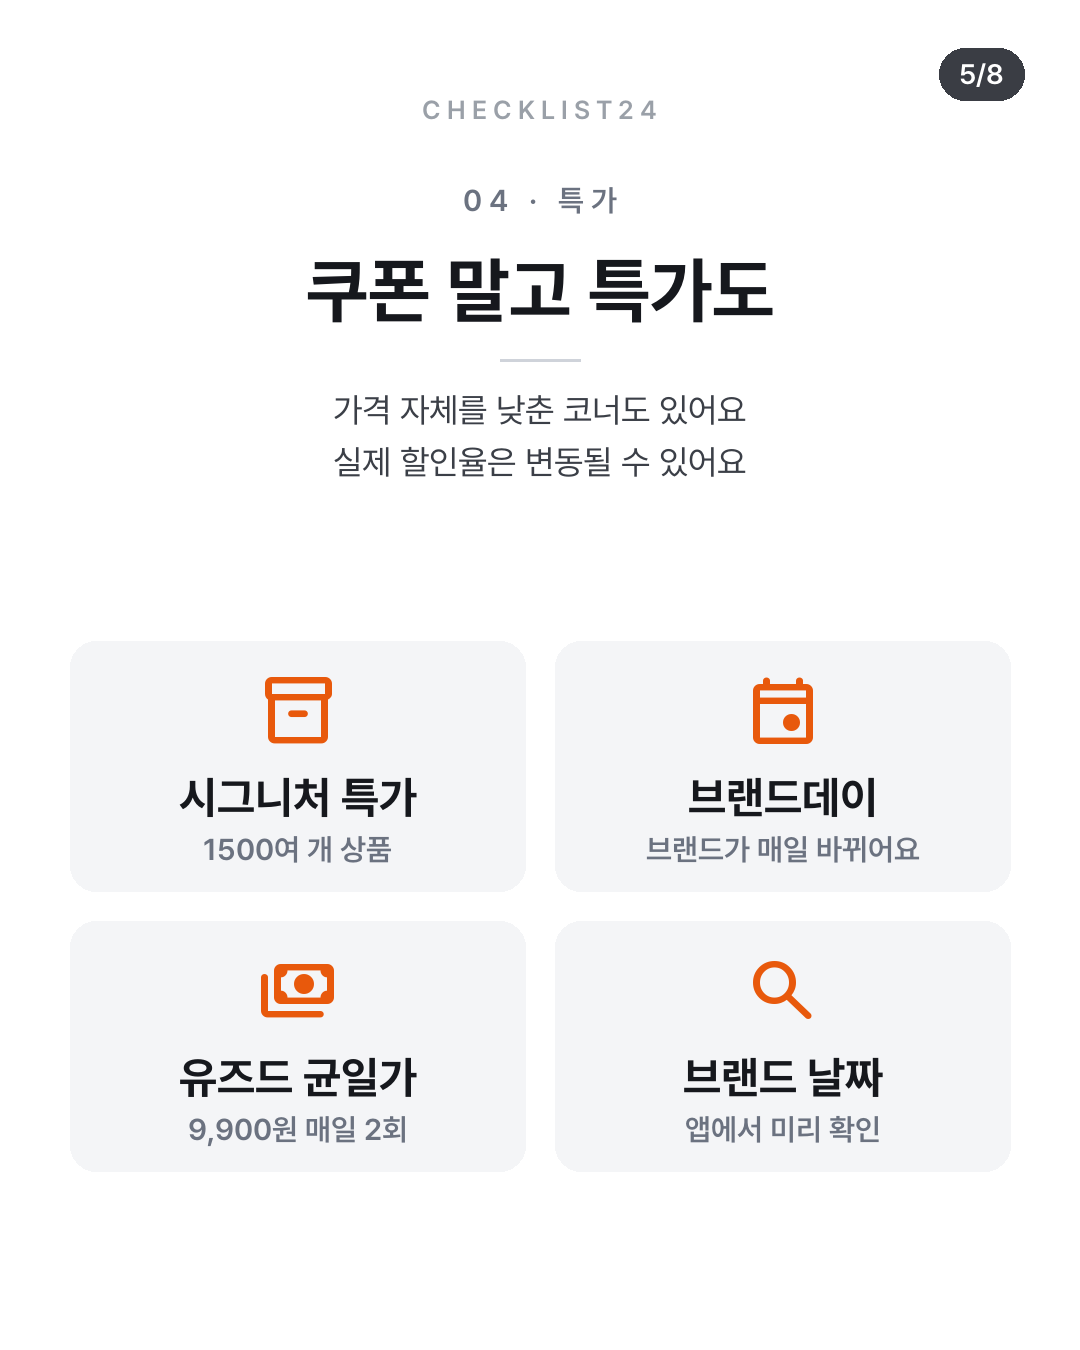 5/8
CHECKLIST24
04 · 특가
쿠폰 말고 특가도
가격 자체를 낮춘 코너도 있어요
실제 할인율은 변동될 수 있어요
시그니처 특가
1500여 개 상품
브랜드데이
브랜드가 매일 바뀌어요
유즈드 균일가
9,900원 매일 2회
브랜드 날짜
앱에서 미리 확인